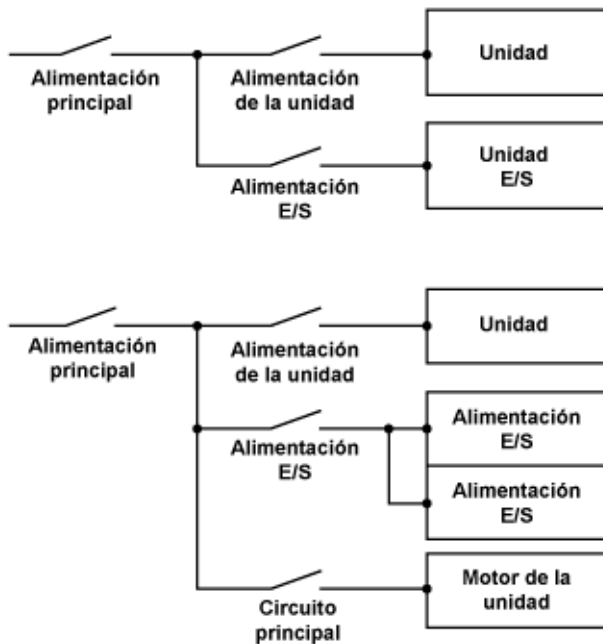 Unidad
Alimentación
principal
Alimentación
de la unidad
Unidad
E/S
Alimentación
E/S
Unidad
Alimentación
principal
Alimentación
de la unidad
Alimentación
E/S
Alimentación
E/S
Alimentación
E/S
Motor de la
unidad
Circuito
principal